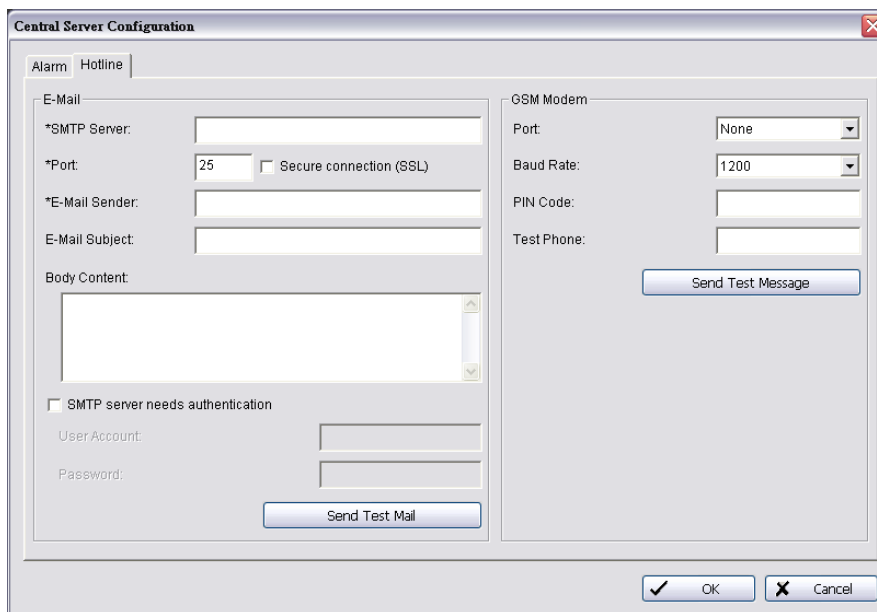 Central Server Configuration
Alarm
Hotline
E-Mail
*SMTP Server:
*Port:
25
Secure connection (SSL)
*E-Mail Sender:
E-Mail Subject:
Body Content:
SMTP server needs authentication
User Account:
Password:
Send Test Mail
GSM Modem
Port:
None
Baud Rate:
1200
PIN Code:
Test Phone:
Send Test Message
OK
Cancel